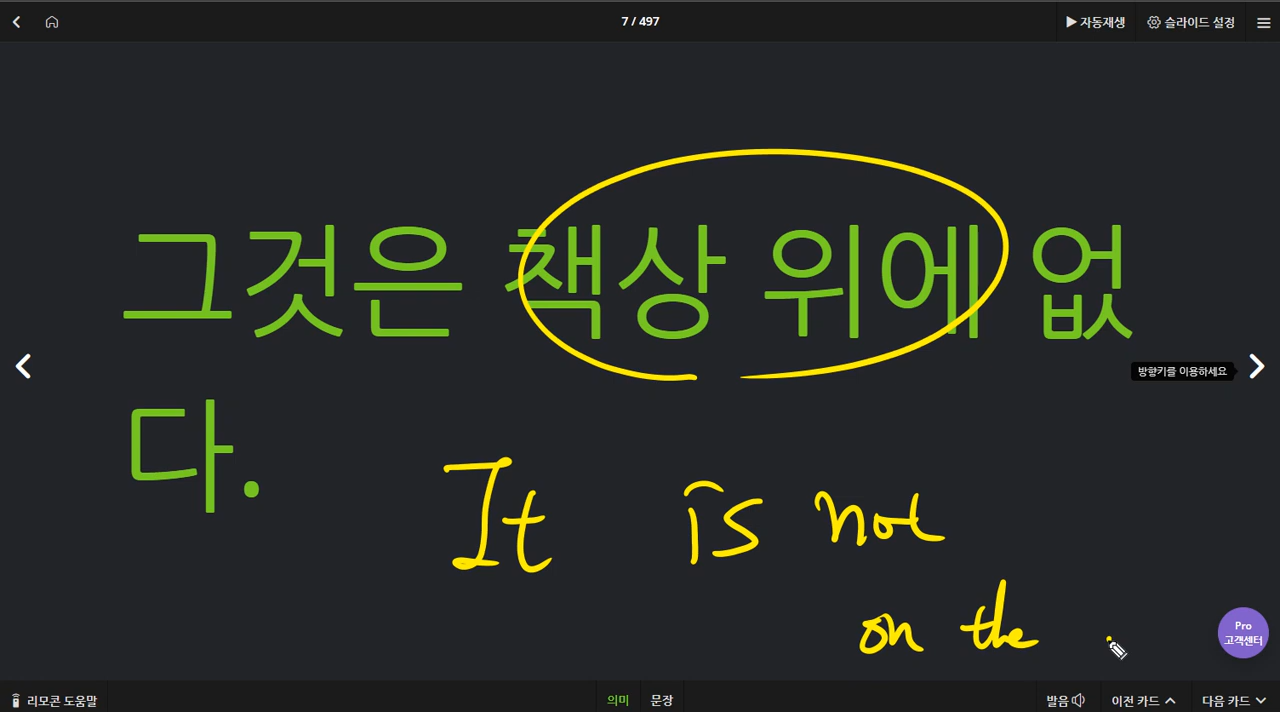 7 / 497
자동재생
슬라이드 설정
그것은 책상 위에 없
다.
방향키를 이용하세요
It is not
on the
Pro
고객센터
리모콘 도움말
의미
문장
발음
이전 카드
다음 카드